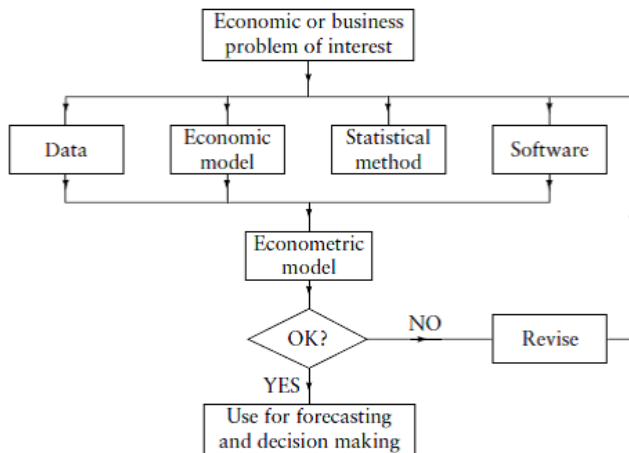 Economic or business
problem of interest
Data
Economic
model
Statistical
method
Software
Econometric
model
OK?
NO
Revise
YES
Use for forecasting
and decision making